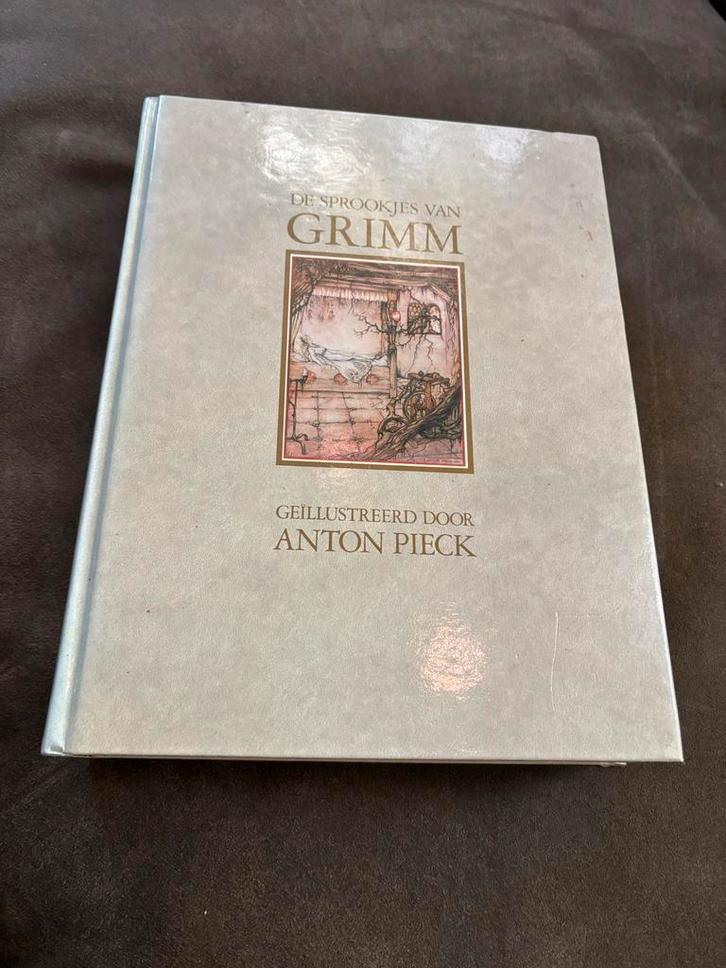 DE SPROOKJES VAN
GRIMM
GEÏLLUSTREERD DOOR
ANTON PIECK